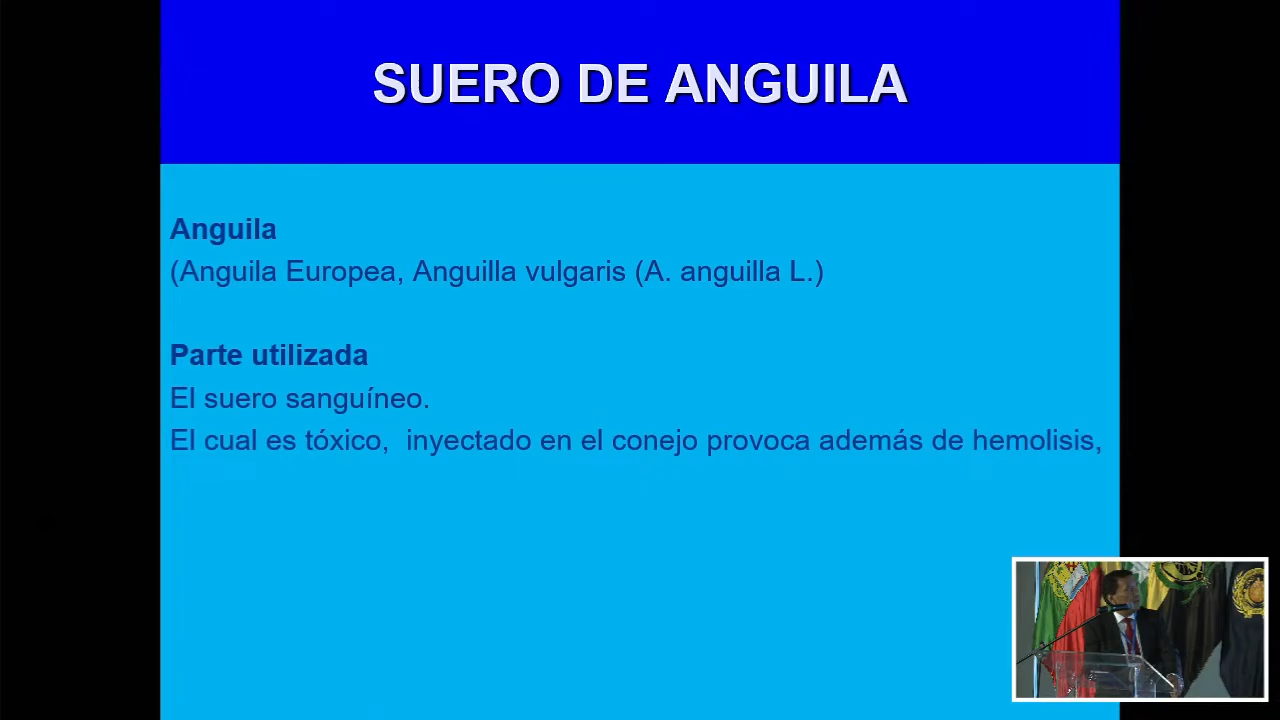 SUERO DE ANGUILA
Anguila
(Anguila Europea, Anguilla vulgaris (A. anguilla L.)
Parte utilizada
El suero sanguíneo.
El cual es tóxico,  inyectado en el conejo provoca además de hemolisis,